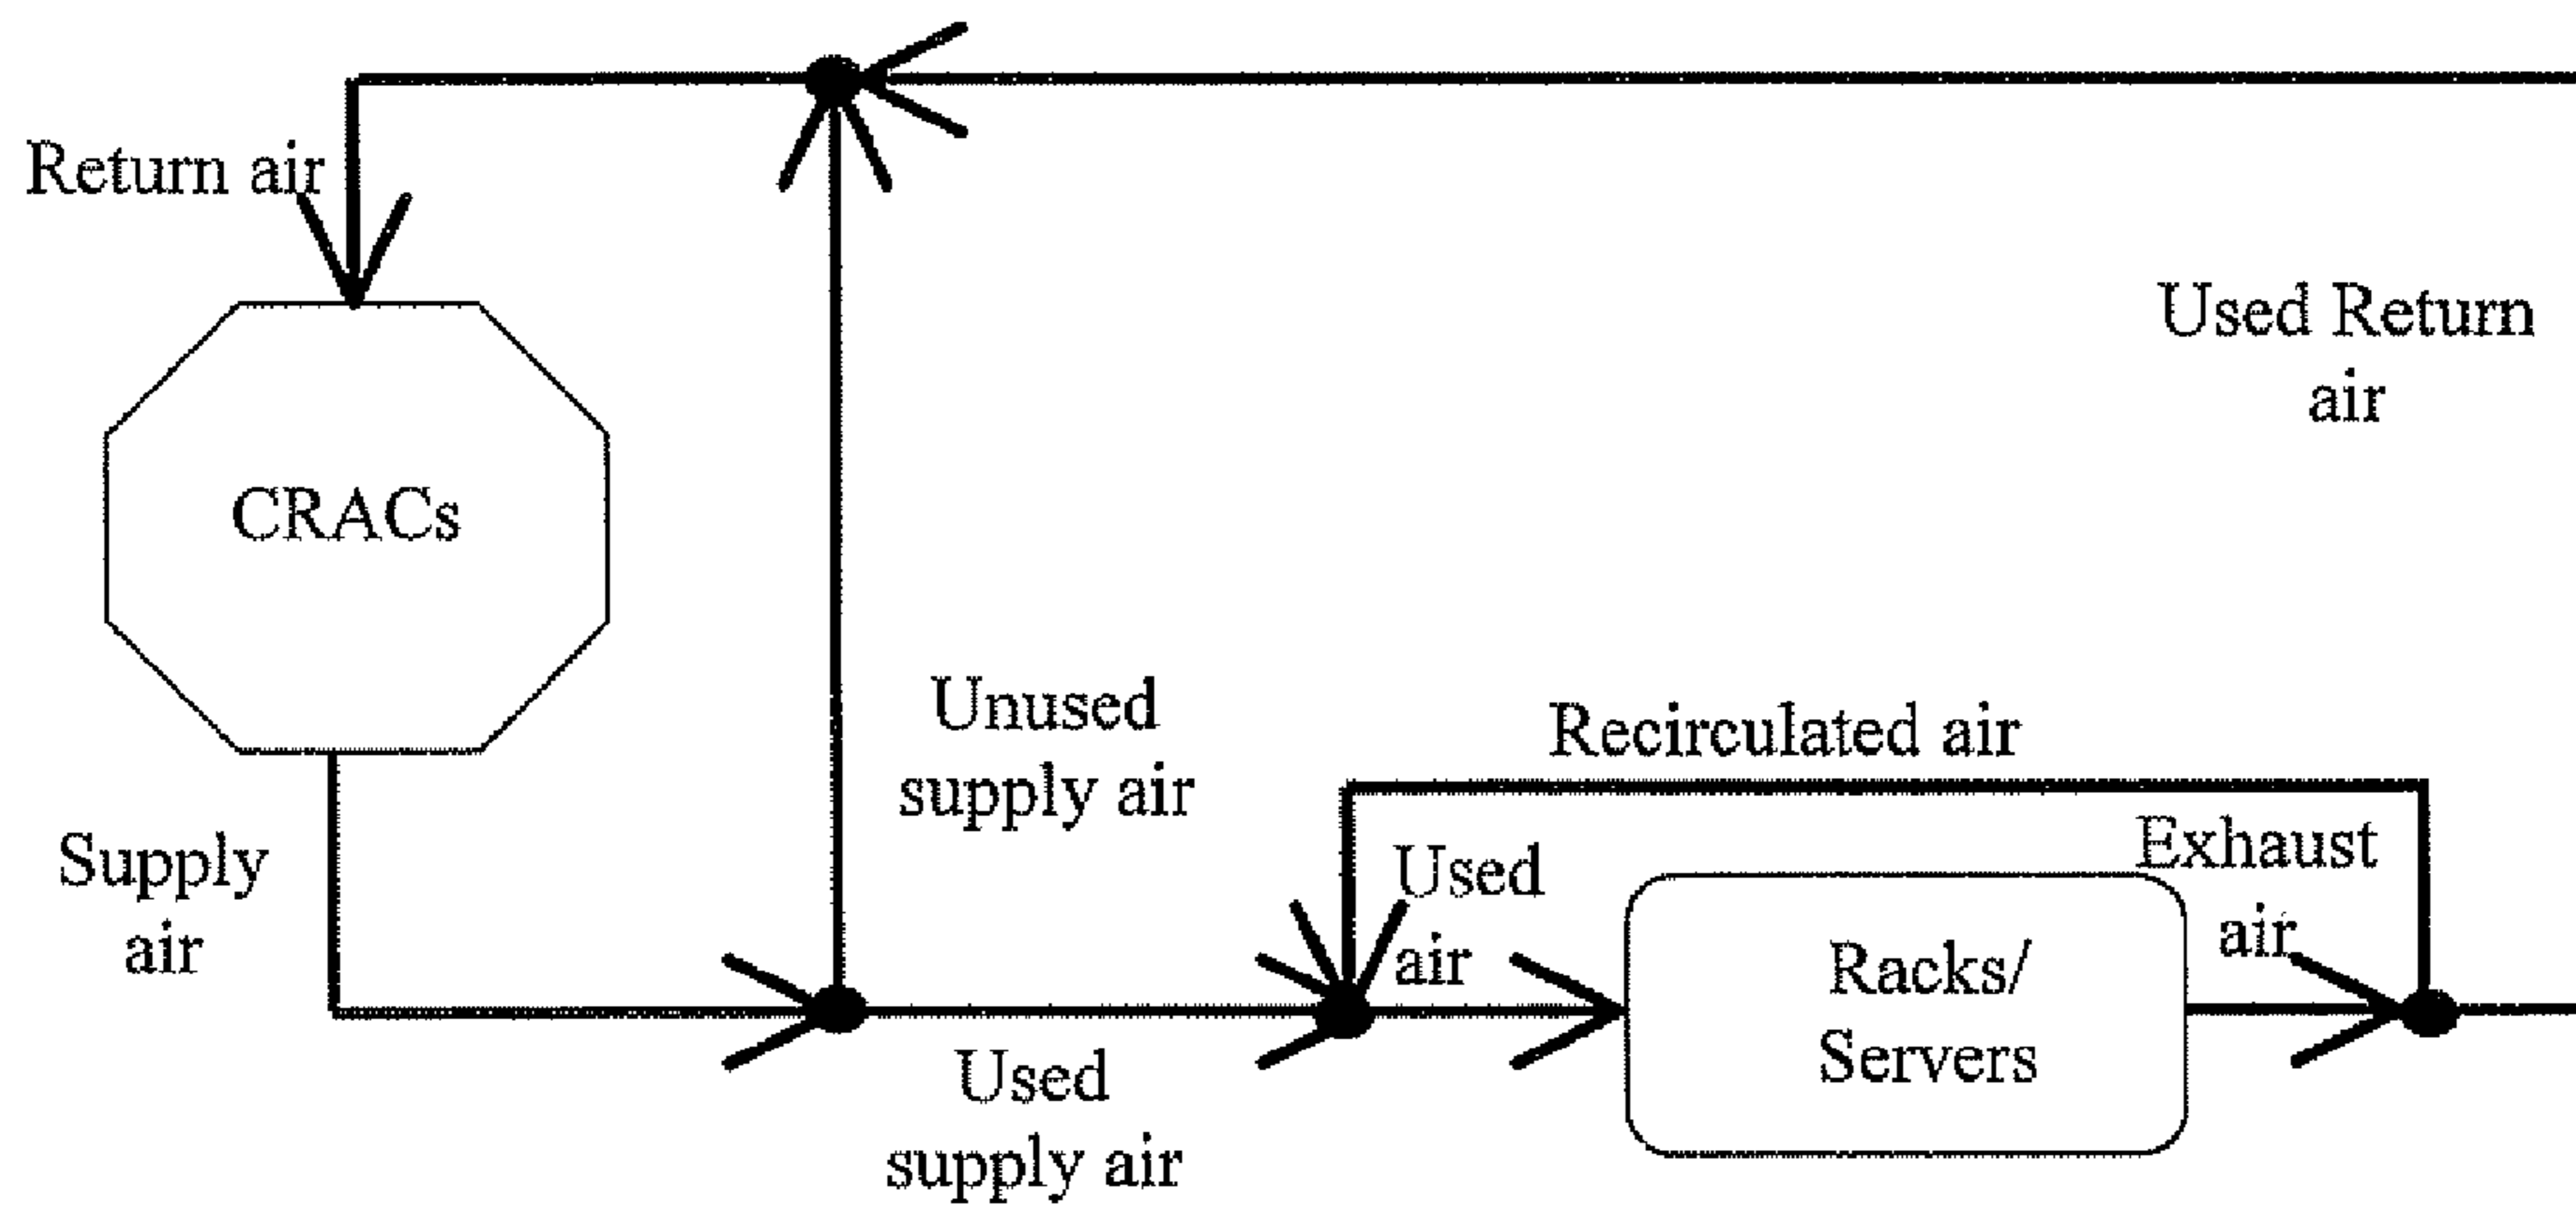 Return air
Used Return
air
CRACs
Unused
supply air
Recirculated air
Supply
air
Used
air
Exhaust
air
Racks/
Servers
Used
supply air